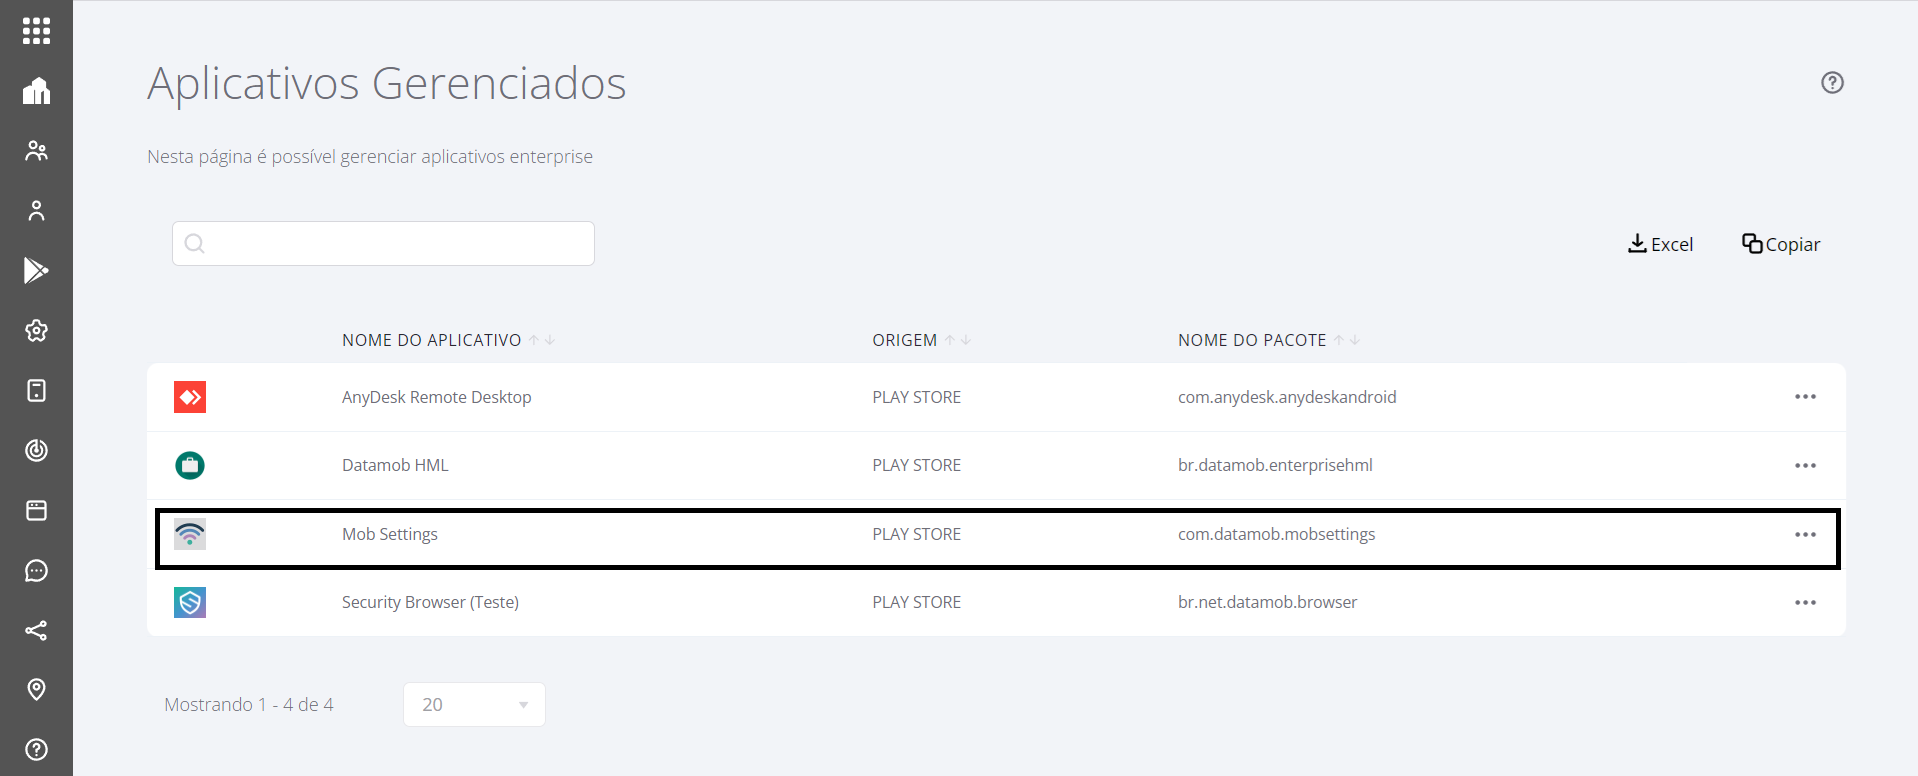 Aplicativos Gerenciados
Nesta página é possível gerenciar aplicativos enterprise
Excel Copiar
NOME DO APLICATIVO ORIGEM NOME DO PACOTE
AnyDesk Remote Desktop PLAY STORE com.anydesk.anydeskandroid
Datamob HML PLAY STORE br.datamob.enterprisehml
Mob Settings PLAY STORE com.datamob.mobsettings
Security Browser (Teste) PLAY STORE br.net.datamob.browser
Mostrando 1 - 4 de 4 20